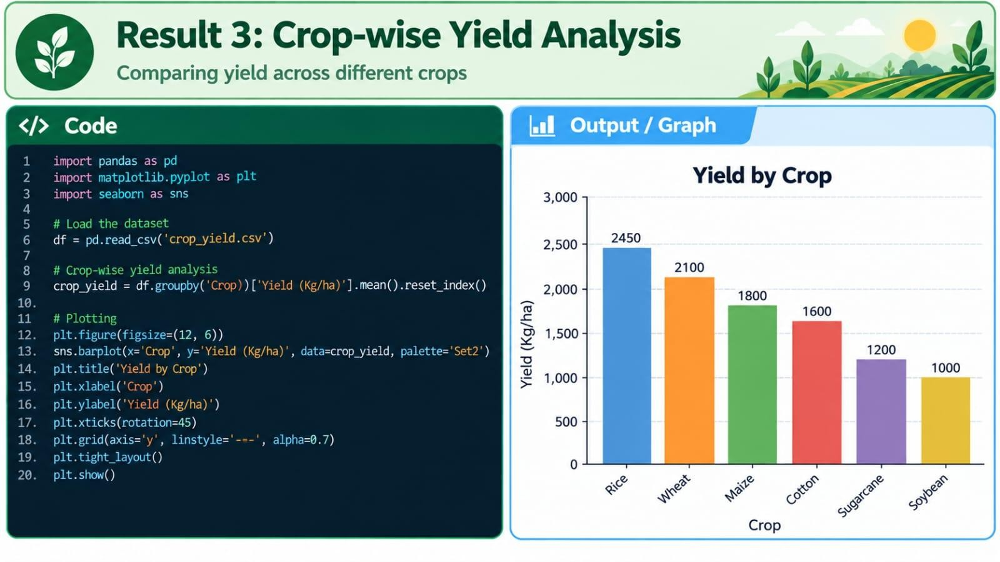 Result 3: Crop-wise Yield Analysis
Comparing yield across different crops
</> Code
1 import pandas as pd
2 import matplotlib.pyplot as plt
3 import seaborn as sns
4
5 # Load the dataset
6 df = pd.read_csv('crop_yield.csv')
7
8 # Crop-wise yield analysis
9 crop_yield = df.groupby('Crop))['Yield (Kg/ha)'].mean().reset_index()
10.
11 # Plotting
12. plt.figure(figsize=(12, 6))
13. sns.barplot(x='Crop', y='Yield (Kg/ha)', data=crop_yield, palette='Set2')
14. plt.title('Yield by Crop')
15. plt.xlabel('Crop')
16. plt.ylabel('Yield (Kg/ha)')
17. plt.xticks(rotation=45)
18. plt.grid(axis='y', linstyle='-=-', alpha=0.7)
19. plt.tight_layout()
20. plt.show()
Output / Graph
Yield by Crop
Yield (Kg/ha)
3,000
2,500
2,000
1,500
1,000
500
0
2450
2100
1800
1600
1200
1000
Rice
Wheat
Maize
Cotton
Sugarcane
Soybean
Crop